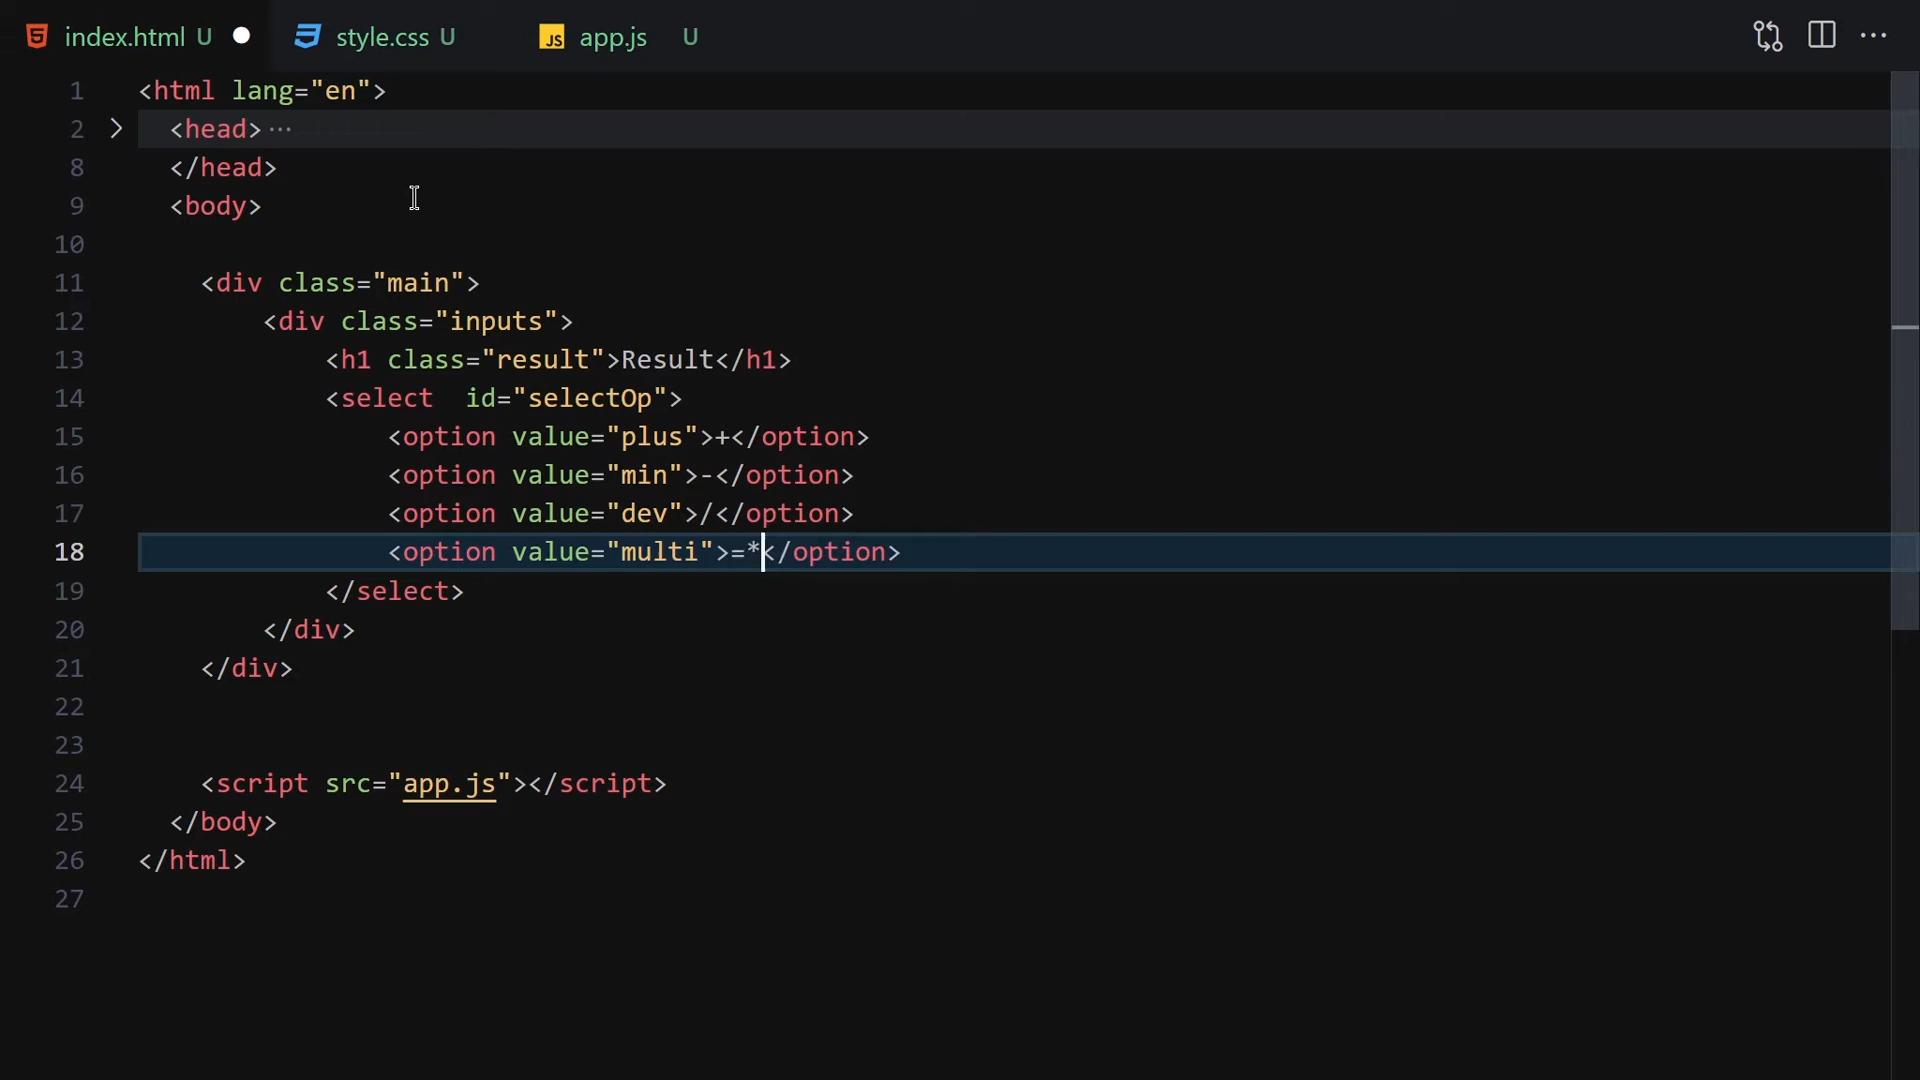 index.html U style.css U JS app.js U
1 <html lang="en">
2 <head>···
8 </head>
9 <body>
10
11 <div class="main">
12 <div class="inputs">
13 <h1 class="result">Result</h1>
14 <select  id="selectOp">
15 <option value="plus">+</option>
16 <option value="min">-</option>
17 <option value="dev">/</option>
18 <option value="multi">=*</option>
19 </select>
20 </div>
21 </div>
22
23
24 <script src="app.js"></script>
25 </body>
26 </html>
27